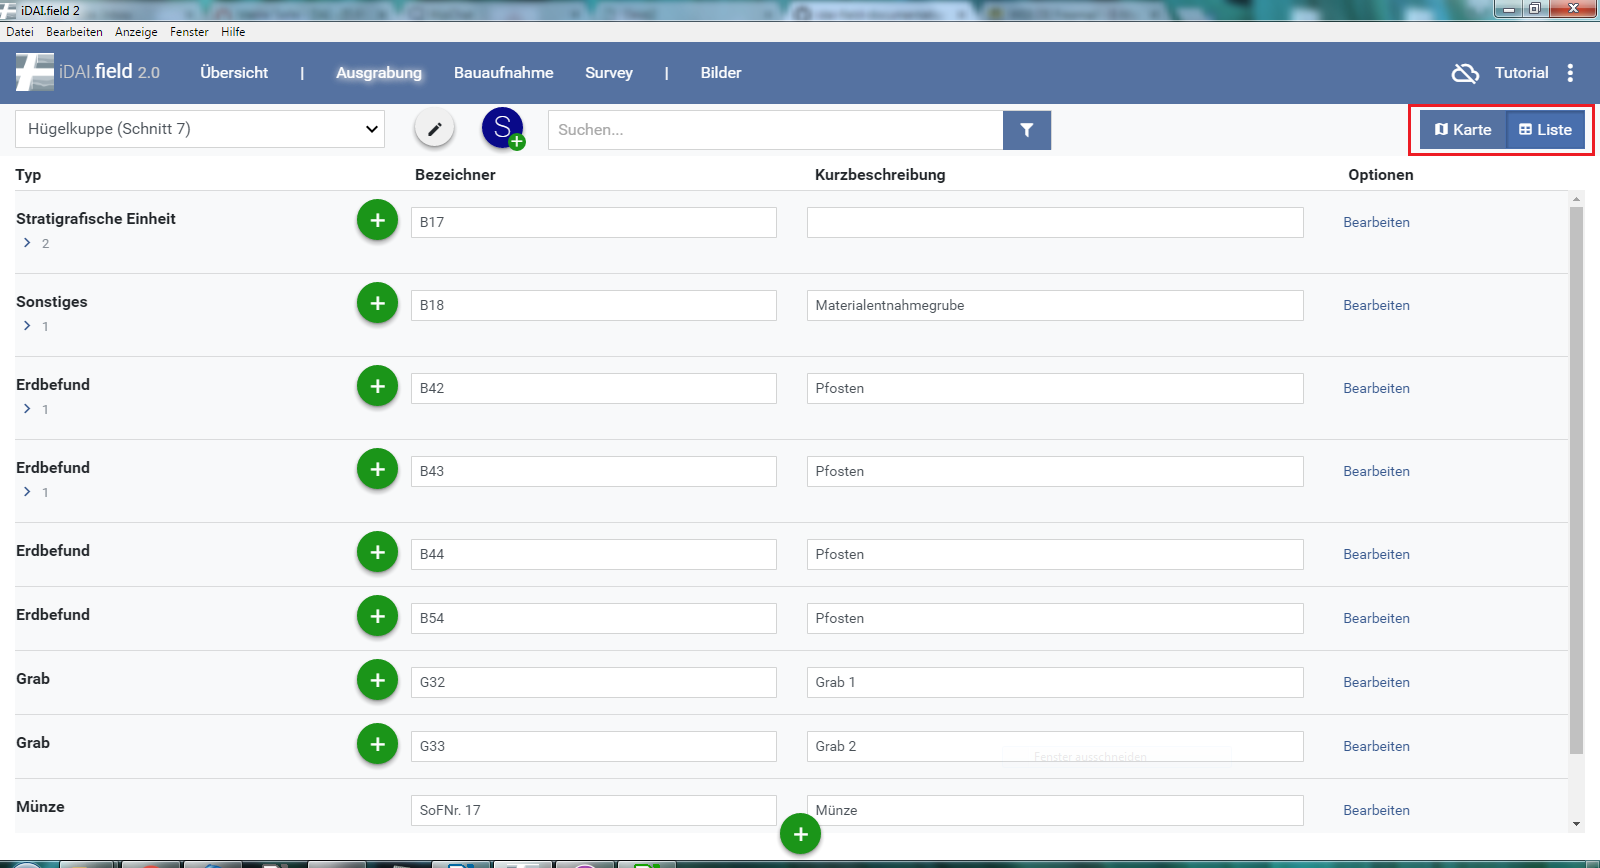 iDAI.field 2
Datei Bearbeiten Anzeige Fenster Hilfe
iDAI.field 2.0 Übersicht | Ausgrabung Bauaufnahme Survey | Bilder Tutorial
Hügelkuppe (Schnitt 7) S Suchen... Karte Liste
Typ Bezeichner Kurzbeschreibung Optionen
Stratigrafische Einheit B17 Bearbeiten
2
Sonstiges B18 Materialentnahmegrube Bearbeiten
1
Erdbefund B42 Pfosten Bearbeiten
1
Erdbefund B43 Pfosten Bearbeiten
1
Erdbefund B44 Pfosten Bearbeiten
Erdbefund B54 Pfosten Bearbeiten
Grab G32 Grab 1 Bearbeiten
Grab G33 Grab 2 Bearbeiten
Fenster ausschneiden
Münze SoFNr. 17 Münze Bearbeiten